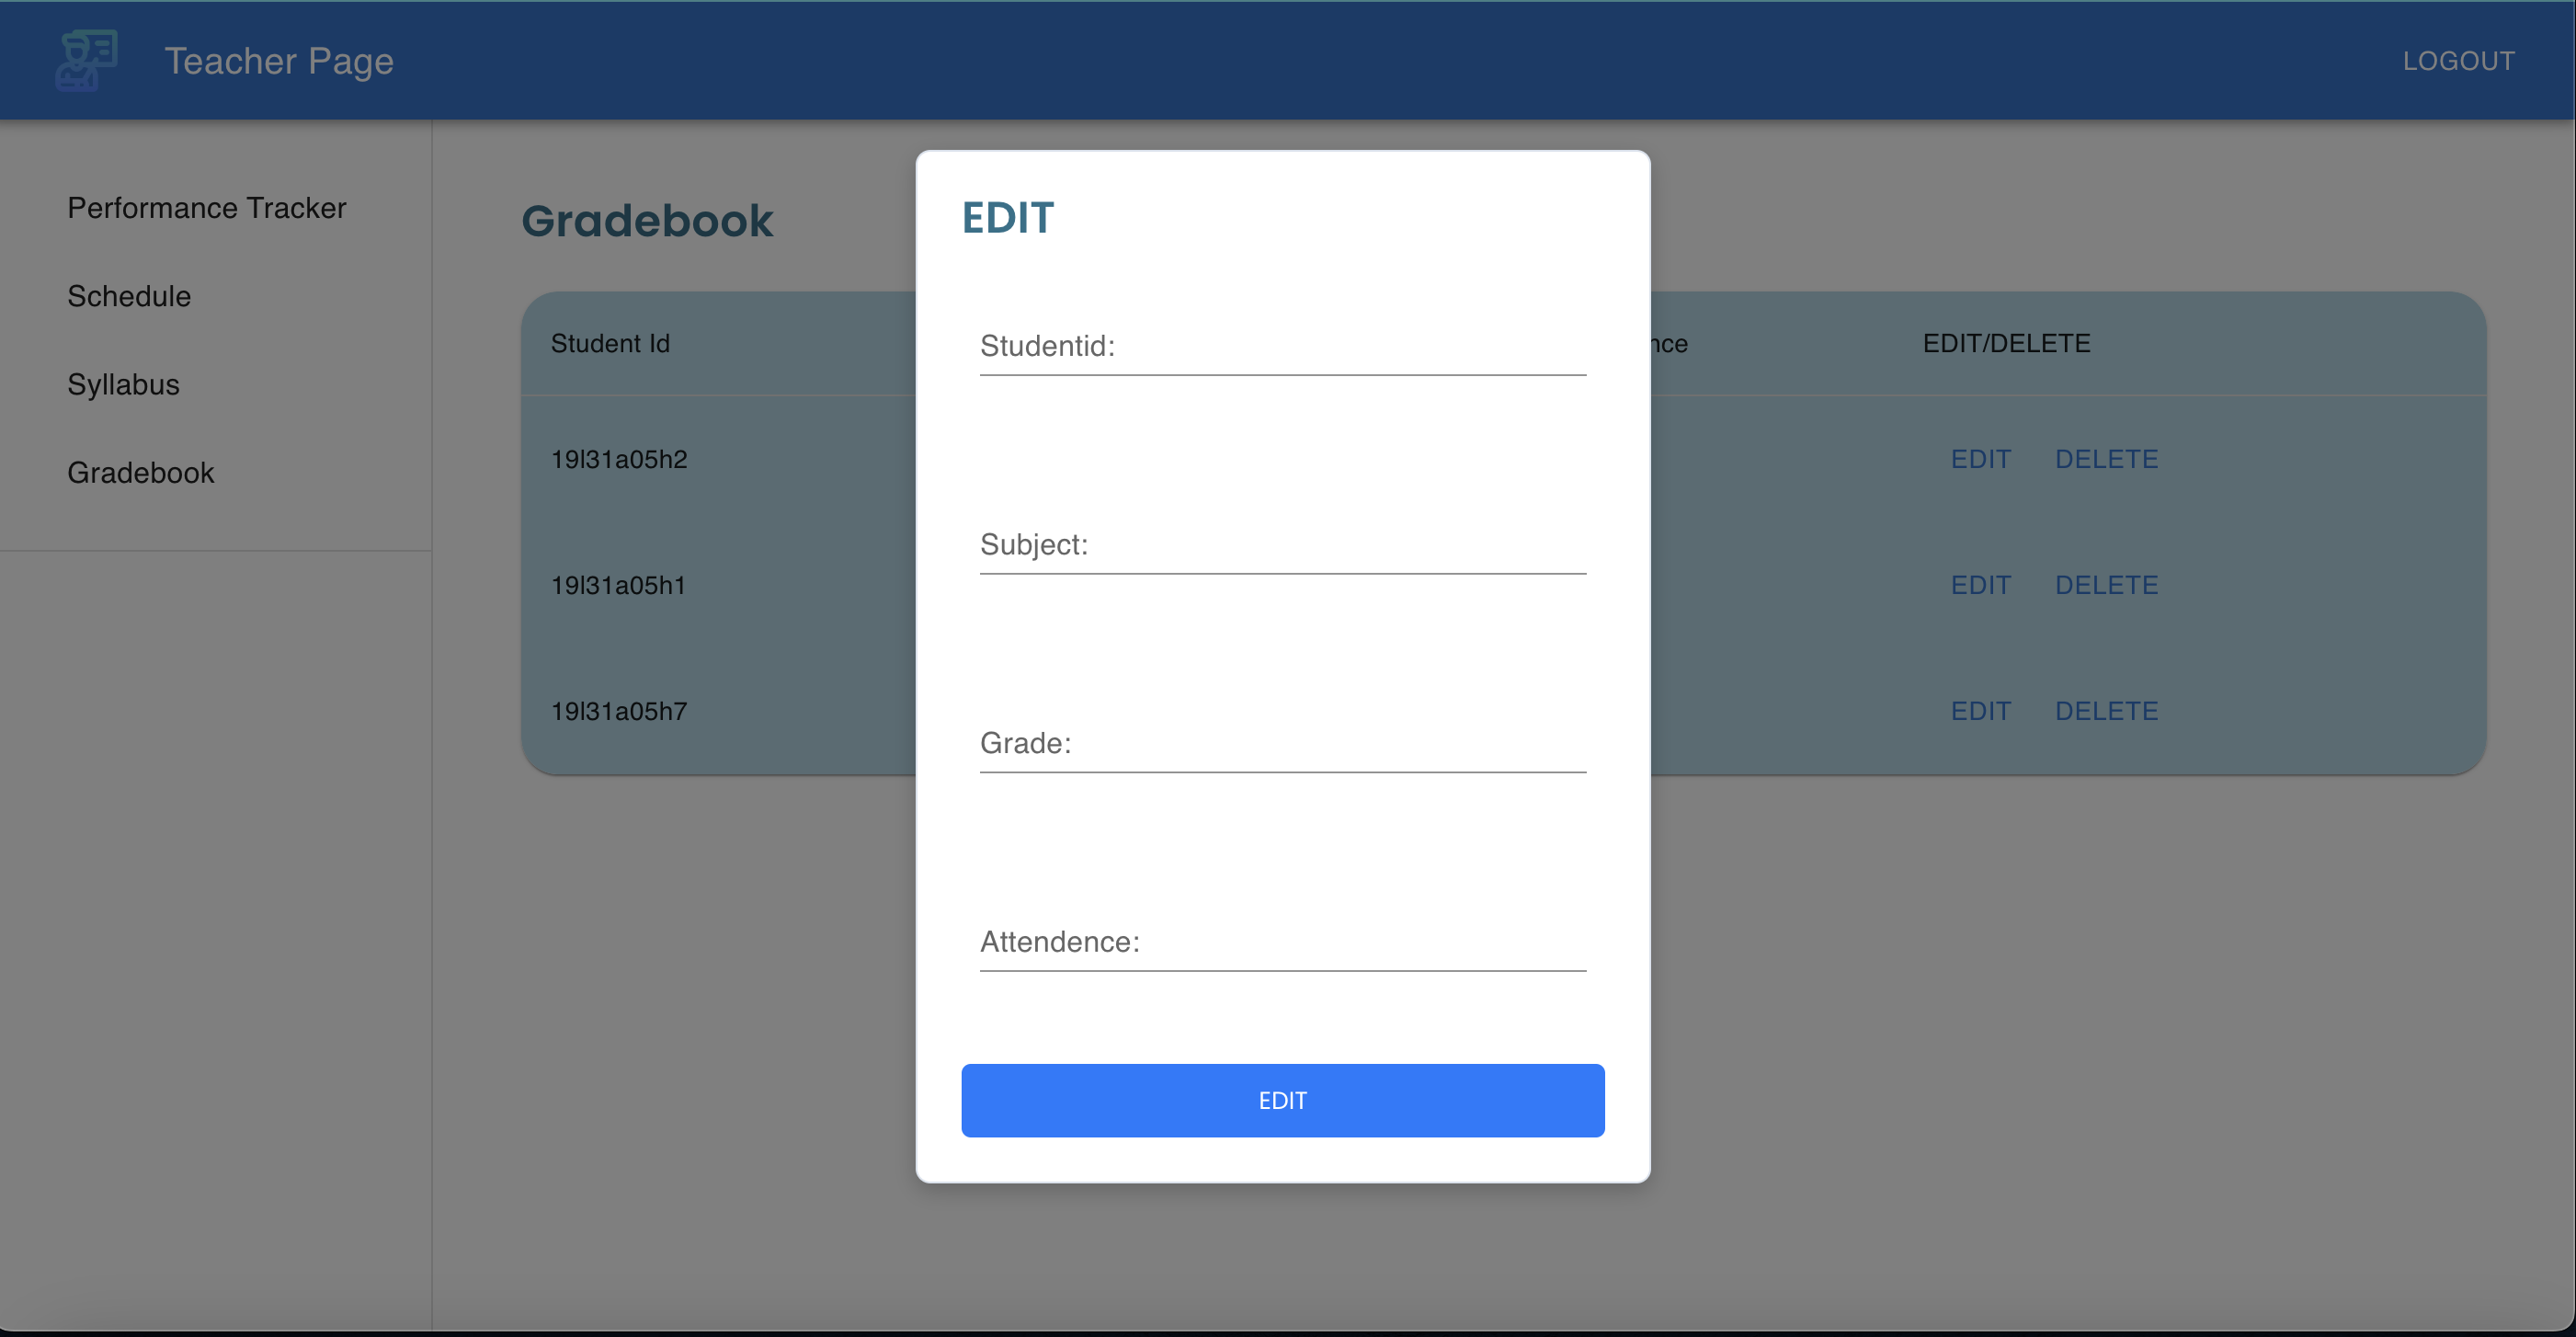 Teacher Page
LOGOUT
Performance Tracker
Schedule
Syllabus
Gradebook
Gradebook
Student Id
EDIT/DELETE
19l31a05h2
EDIT DELETE
19l31a05h1
EDIT DELETE
19l31a05h7
EDIT DELETE
EDIT
Studentid:
Subject:
Grade:
Attendence:
EDIT